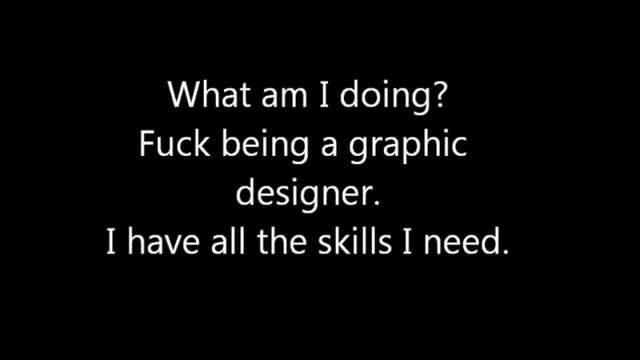 What am I doing?
Fuck being a graphic
designer.
I have all the skills I need.